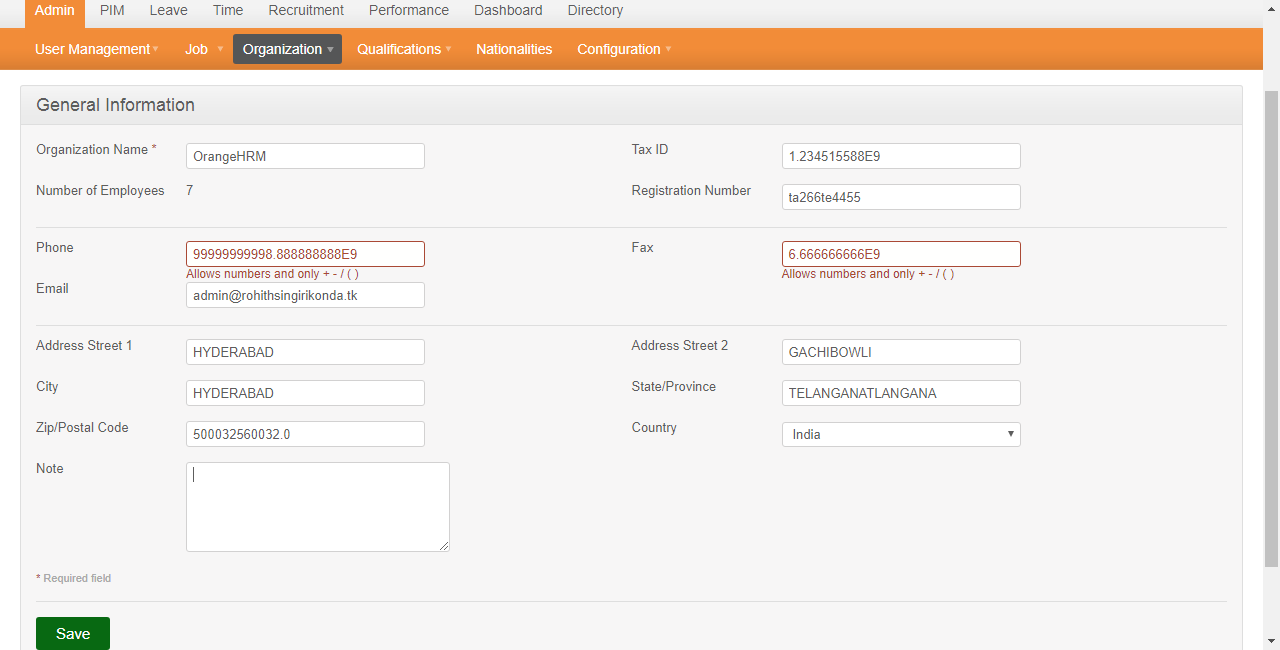 Admin PIM Leave Time Recruitment Performance Dashboard Directory
User Management Job Organization Qualifications Nationalities Configuration
General Information
Organization Name * OrangeHRM Tax ID 1.234515588E9
Number of Employees 7 Registration Number ta266te4455
Phone 99999999998.888888888E9 Fax 6.666666666E9
Allows numbers and only + - / ( ) Allows numbers and only + - / ( )
Email admin@rohithsingirikonda.tk
Address Street 1 HYDERABAD Address Street 2 GACHIBOWLI
City HYDERABAD State/Province TELANGANATLANGANA
Zip/Postal Code 500032560032.0 Country India
Note
* Required field
Save